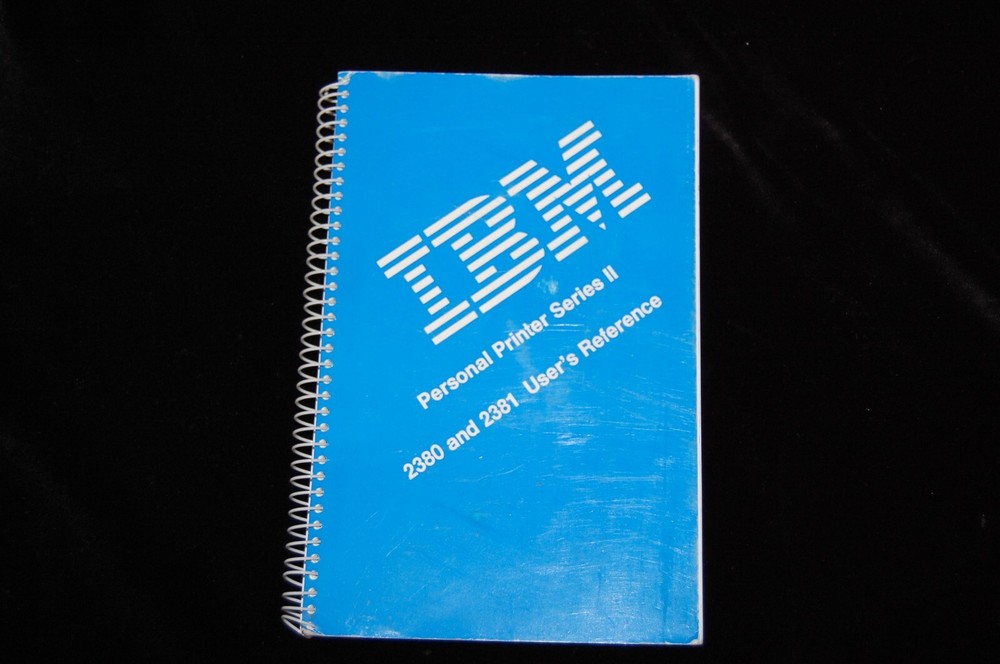 IBM
Personal Printer Series II
2380 and 2381 User's Reference